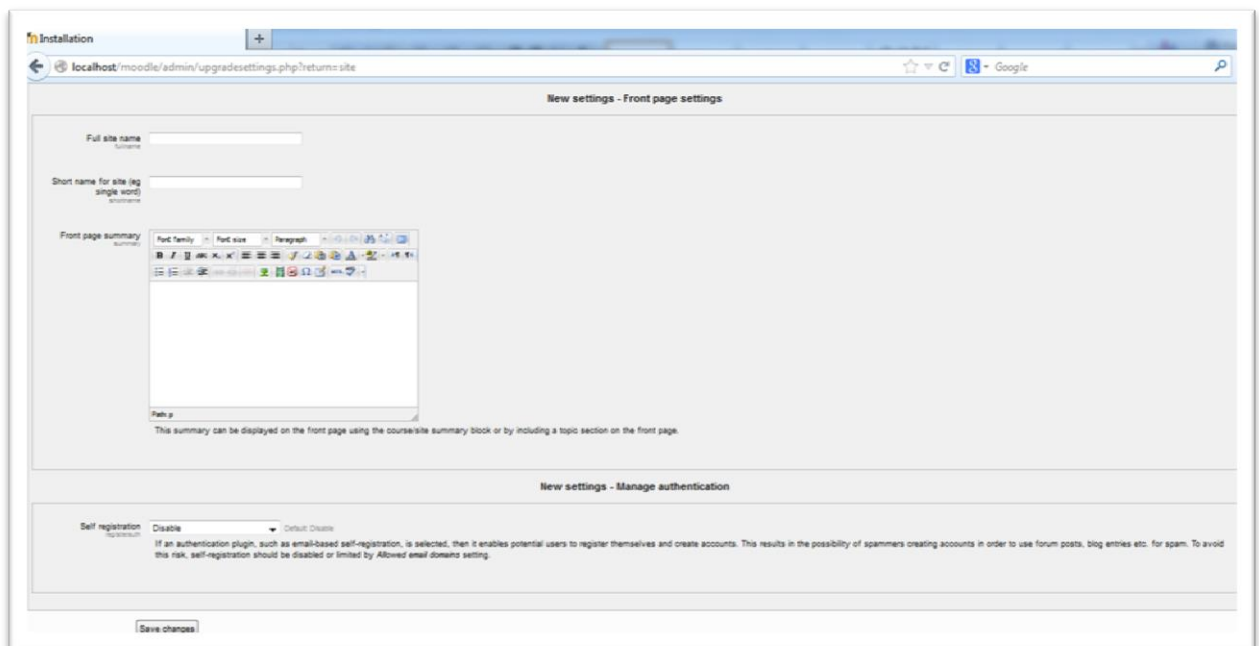 Installation
+
localhost/moodle/admin/upgradesettings.php?return=site
Google
New settings - Front page settings
Full site name
fullname
Short name for site (eg
single word)
shortname
Front page summary
summary
Font family
Font size
Paragraph
Path: p
This summary can be displayed on the front page using the course/site summary block or by including a topic section on the front page.
New settings - Manage authentication
Self registration
registerauth
Disable
Default: Disable
If an authentication plugin, such as email-based self-registration, is selected, then it enables potential users to register themselves and create accounts. This results in the possibility of spammers creating accounts in order to use forum posts, blog entries etc. for spam. To avoid
this risk, self-registration should be disabled or limited by Allowed email domains setting.
Save changes